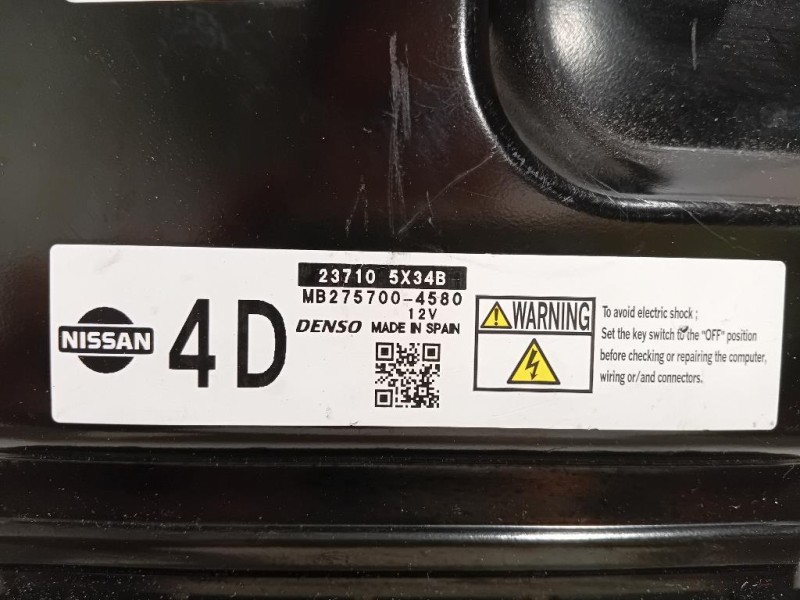 NISSAN
4D
23710 5X34B
MB275700-4580
12V
DENSO MADE IN SPAIN
WARNING
To avoid electric shock ;
Set the key switch to the "OFF" position
before checking or repairing the computer,
wiring or/and connectors.